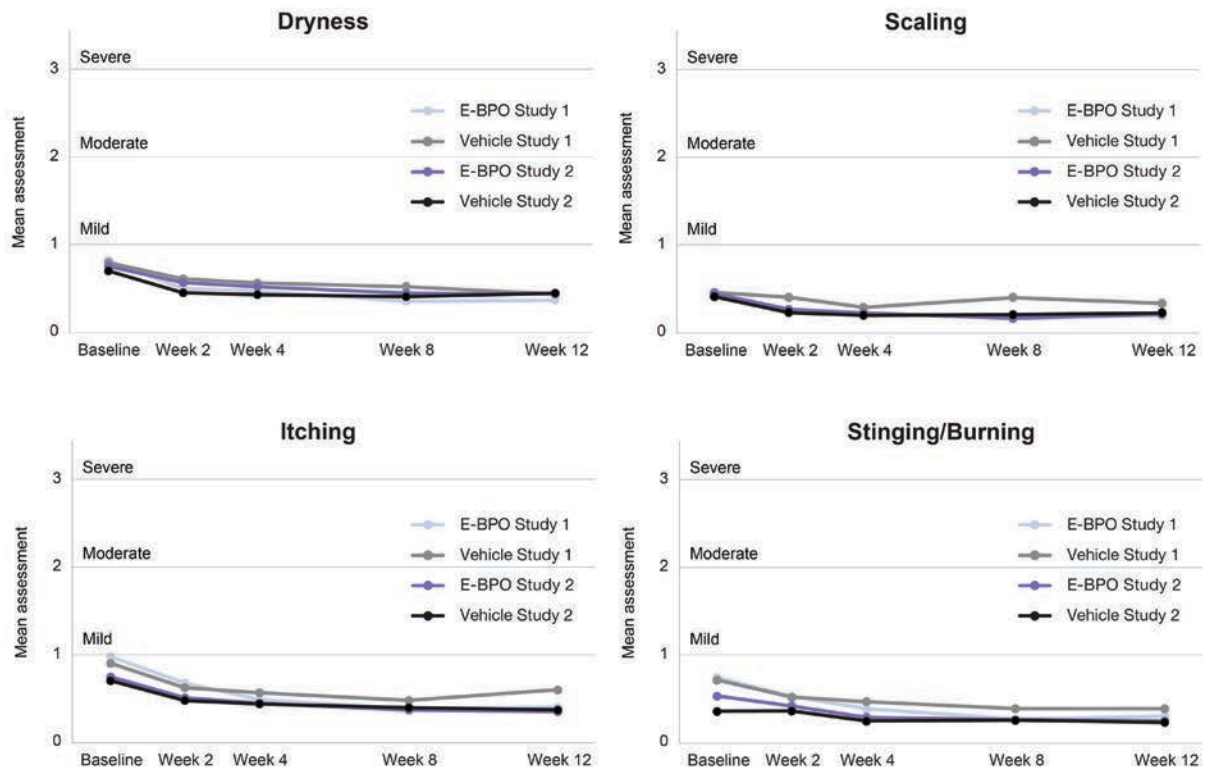 Dryness
Mean assessment
3
2
1
0
Severe
Moderate
Mild
E-BPO Study 1
Vehicle Study 1
E-BPO Study 2
Vehicle Study 2
Baseline Week 2 Week 4 Week 8 Week 12
Scaling
Mean assessment
3
2
1
0
Severe
Moderate
Mild
E-BPO Study 1
Vehicle Study 1
E-BPO Study 2
Vehicle Study 2
Baseline Week 2 Week 4 Week 8 Week 12
Itching
Mean assessment
3
2
1
0
Severe
Moderate
Mild
E-BPO Study 1
Vehicle Study 1
E-BPO Study 2
Vehicle Study 2
Baseline Week 2 Week 4 Week 8 Week 12
Stinging/Burning
Mean assessment
3
2
1
0
Severe
Moderate
Mild
E-BPO Study 1
Vehicle Study 1
E-BPO Study 2
Vehicle Study 2
Baseline Week 2 Week 4 Week 8 Week 12